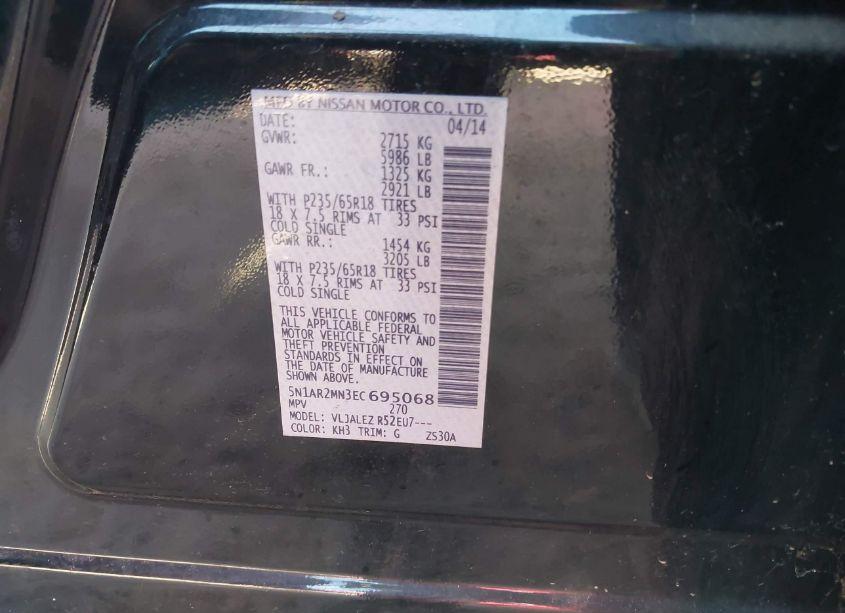 MFD BY NISSAN MOTOR CO., LTD.
DATE: 04/14
GVWR: 2715 KG
5986 LB
GAWR FR.: 1325 KG
2921 LB
WITH P235/65R18 TIRES
18 X 7.5 RIMS AT 33 PSI
COLD SINGLE
GAWR RR.: 1454 KG
3205 LB
WITH P235/65R18 TIRES
18 X 7.5 RIMS AT 33 PSI
COLD SINGLE
THIS VEHICLE CONFORMS TO
ALL APPLICABLE FEDERAL
MOTOR VEHICLE SAFETY AND
THEFT PREVENTION
STANDARDS IN EFFECT ON
THE DATE OF MANUFACTURE
SHOWN ABOVE.
5N1AR2MN3EC 695068
MPV 270
MODEL: VLJALEZ R52EU7---
COLOR: KH3 TRIM: G ZS30A